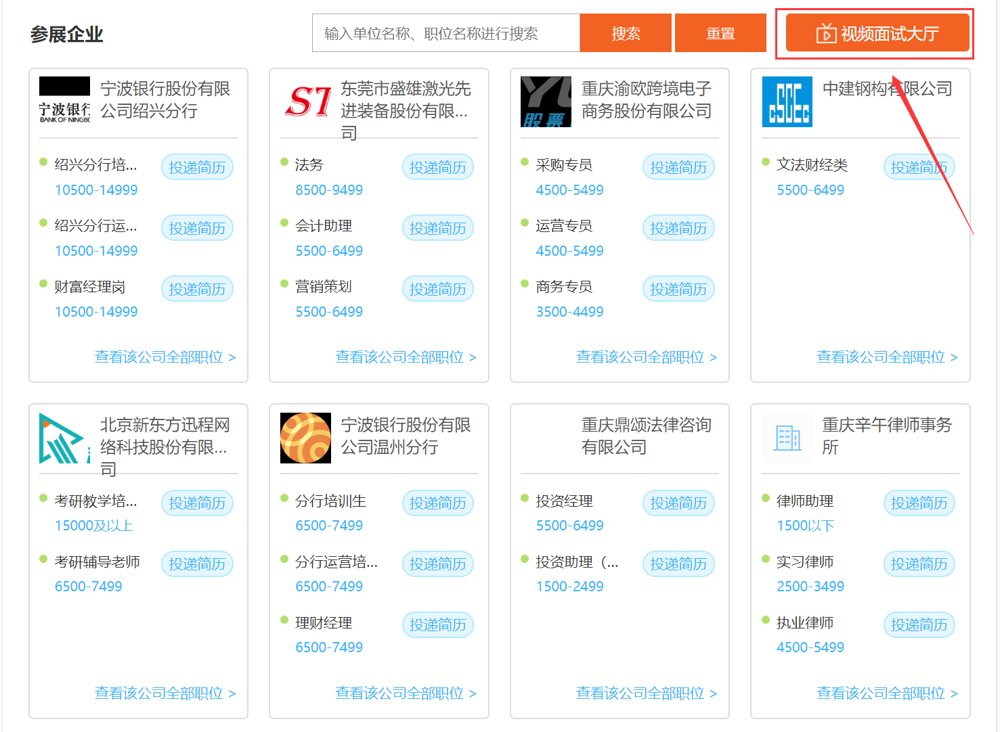 参展企业
输入单位名称、职位名称进行搜索
搜索
重置
视频面试大厅
宁波银行
BANK OF NINGBO
宁波银行股份有限
公司绍兴分行
绍兴分行培...
投递简历
10500-14999
绍兴分行运...
投递简历
10500-14999
财富经理岗
投递简历
10500-14999
查看该公司全部职位 >
ST
东莞市盛雄激光先
进装备股份有限...
司
法务
投递简历
8500-9499
会计助理
投递简历
5500-6499
营销策划
投递简历
5500-6499
查看该公司全部职位 >
YU
股票
重庆渝欧跨境电子
商务股份有限公司
采购专员
投递简历
4500-5499
运营专员
投递简历
4500-5499
商务专员
投递简历
3500-4499
查看该公司全部职位 >
CSCEC
中建钢构有限公司
文法财经类
投递简历
5500-6499
查看该公司全部职位 >
北京新东方迅程网
络科技股份有限...
司
考研教学培...
投递简历
15000及以上
考研辅导老师
投递简历
6500-7499
查看该公司全部职位 >
宁波银行股份有限
公司温州分行
分行培训生
投递简历
6500-7499
分行运营培...
投递简历
6500-7499
理财经理
投递简历
6500-7499
查看该公司全部职位 >
重庆鼎颂法律咨询
有限公司
投资经理
投递简历
5500-6499
投资助理（...
投递简历
1500-2499
查看该公司全部职位 >
重庆辛午律师事务
所
律师助理
投递简历
1500以下
实习律师
投递简历
2500-3499
执业律师
投递简历
4500-5499
查看该公司全部职位 >